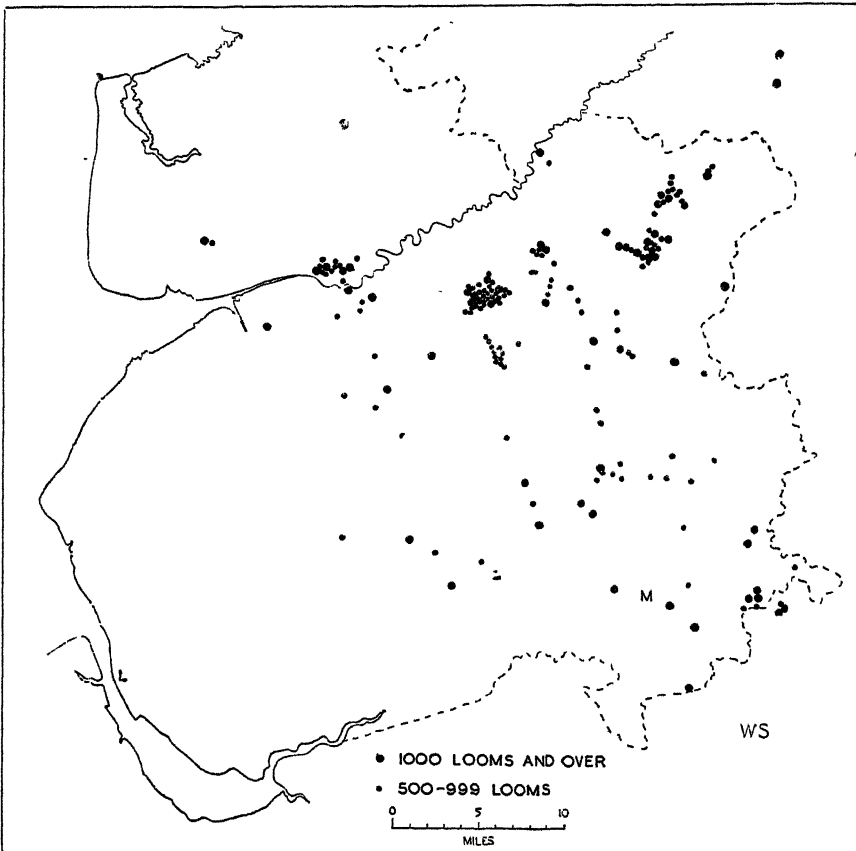 M
L
WS
1000 LOOMS AND OVER
500-999 LOOMS
0 5 10
MILES